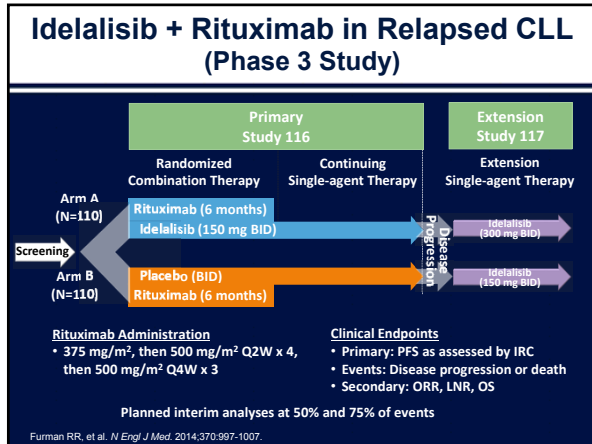 Idelalisib + Rituximab in Relapsed CLL
(Phase 3 Study)
Primary
Study 116
Extension
Study 117
Randomized
Combination Therapy
Continuing
Single-agent Therapy
Extension
Single-agent Therapy
Arm A
(N=110)
Rituximab (6 months)
Idelalisib (150 mg BID)
Screening
Disease
Progression
Idelalisib
(300 mg BID)
Arm B
(N=110)
Placebo (BID)
Rituximab (6 months)
Idelalisib
(150 mg BID)
Rituximab Administration
• 375 mg/m², then 500 mg/m² Q2W x 4,
then 500 mg/m² Q4W x 3
Clinical Endpoints
• Primary: PFS as assessed by IRC
• Events: Disease progression or death
• Secondary: ORR, LNR, OS
Planned interim analyses at 50% and 75% of events
Furman RR, et al. N Engl J Med. 2014;370:997-1007.